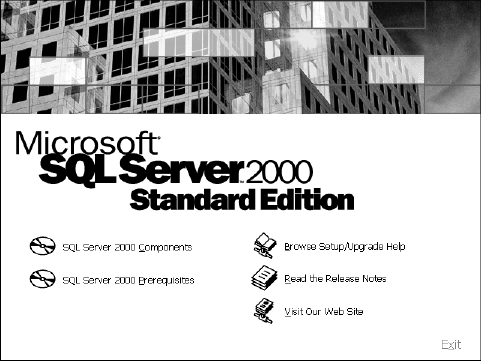 Microsoft®
SQL Server™ 2000
Standard Edition
SQL Server 2000 Components
SQL Server 2000 Prerequisites
Browse Setup/Upgrade Help
Read the Release Notes
Visit Our Web Site
Exit